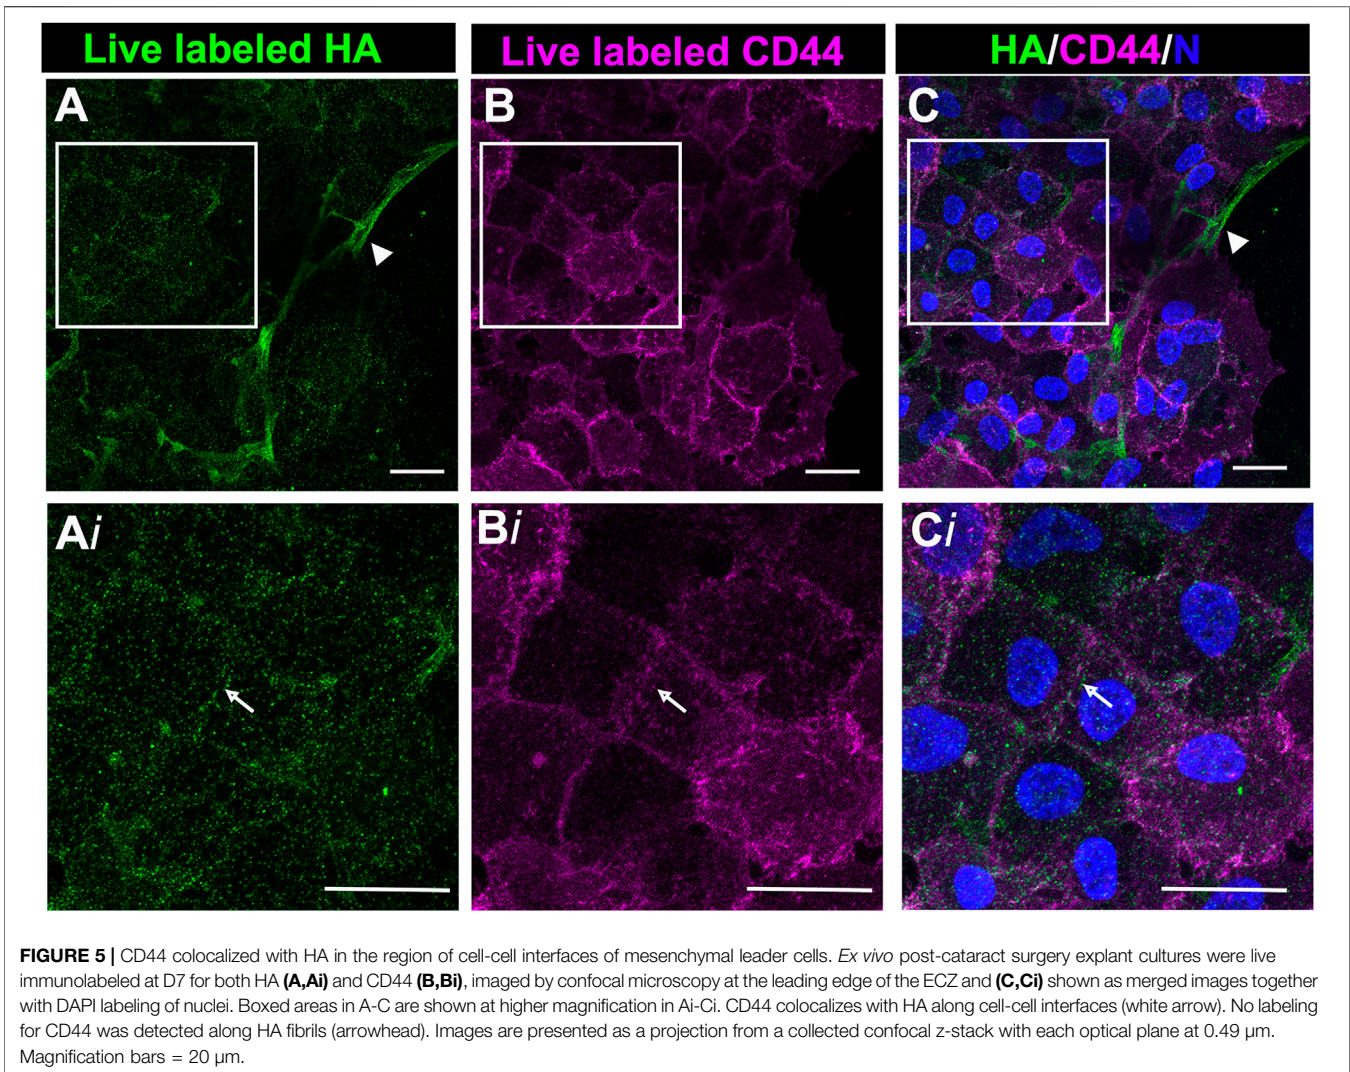 Live labeled HA
Live labeled CD44
HA/CD44/N
A
B
C
Ai
Bi
Ci
FIGURE 5 | CD44 colocalized with HA in the region of cell-cell interfaces of mesenchymal leader cells. Ex vivo post-cataract surgery explant cultures were live
immunolabeled at D7 for both HA (A,Ai) and CD44 (B,Bi), imaged by confocal microscopy at the leading edge of the ECZ and (C,Ci) shown as merged images together
with DAPI labeling of nuclei. Boxed areas in A-C are shown at higher magnification in Ai-Ci. CD44 colocalizes with HA along cell-cell interfaces (white arrow). No labeling
for CD44 was detected along HA fibrils (arrowhead). Images are presented as a projection from a collected confocal z-stack with each optical plane at 0.49 µm.
Magnification bars = 20 µm.